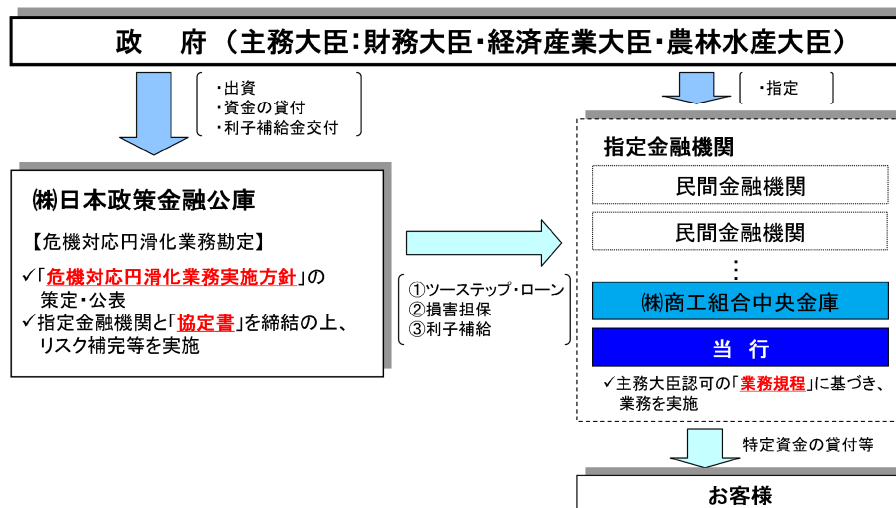 政　府（主務大臣：財務大臣・経済産業大臣・農林水産大臣）
・出資
・資金の貸付
・利子補給金交付
・指定
㈱日本政策金融公庫
【危機対応円滑化業務勘定】
✓「危機対応円滑化業務実施方針」の
策定・公表
✓指定金融機関と「協定書」を締結の上、
リスク補完等を実施
①ツーステップ・ローン
②損害担保
③利子補給
指定金融機関
民間金融機関
民間金融機関
⋮
㈱商工組合中央金庫
当　行
✓主務大臣認可の「業務規程」に基づき、
業務を実施
特定資金の貸付等
お客様